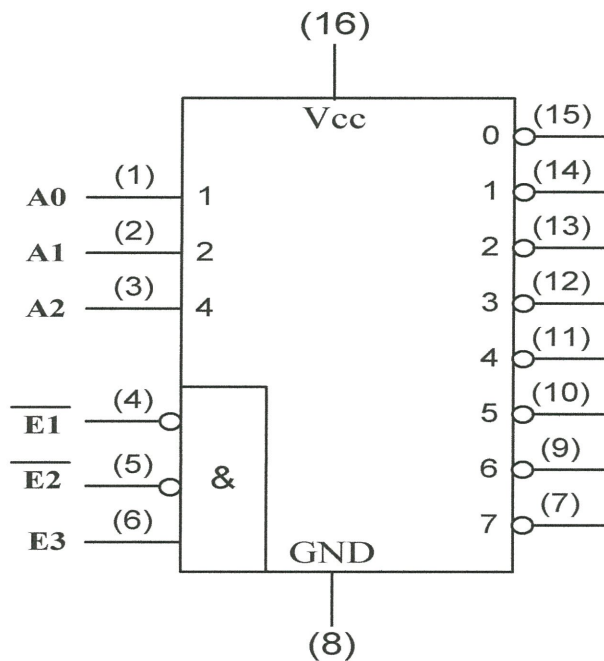 (16)
Vcc
0 (15)
1 (14)
A0 (1) 1
2 (13)
A1 (2) 2
3 (12)
A2 (3) 4
4 (11)
E1 (4)
5 (10)
E2 (5)
&
6 (9)
E3 (6)
7 (7)
GND
(8)